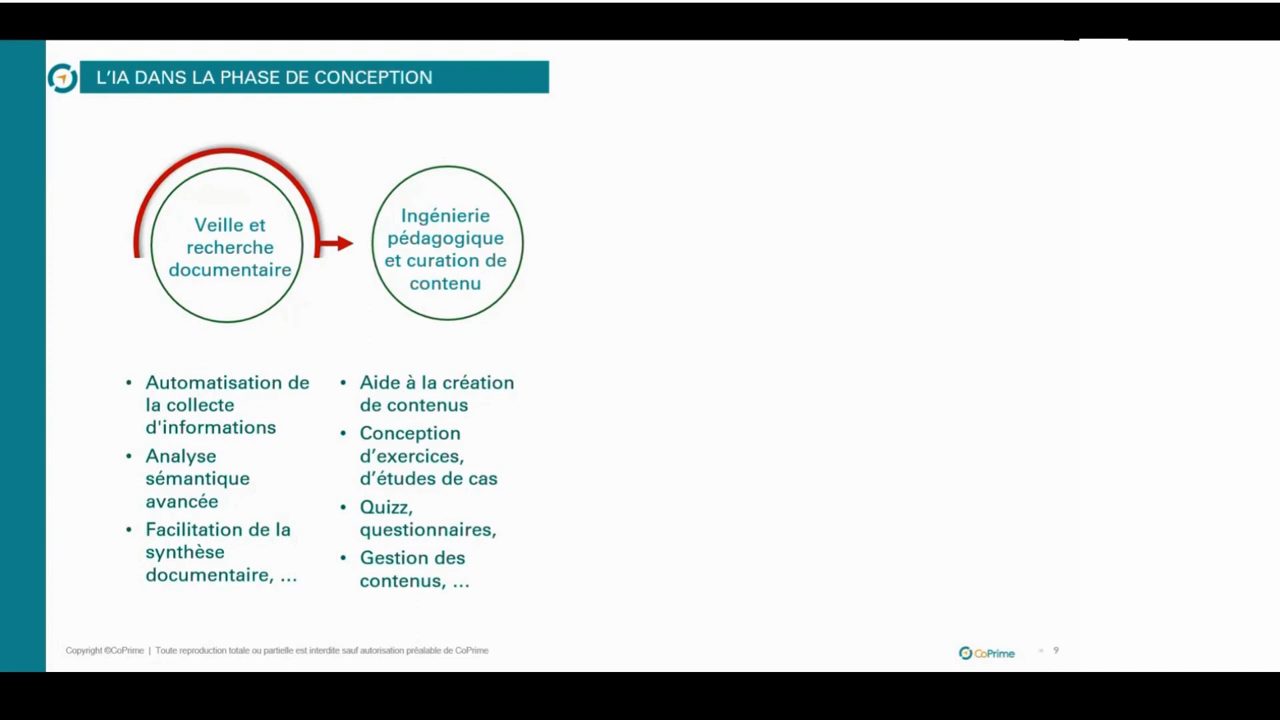 L'IA DANS LA PHASE DE CONCEPTION
Veille et
recherche
documentaire
Ingénierie
pédagogique
et curation de
contenu
• Automatisation de
la collecte
d'informations
• Analyse
sémantique
avancée
• Facilitation de la
synthèse
documentaire, …
• Aide à la création
de contenus
• Conception
d’exercices,
d’études de cas
• Quizz,
questionnaires,
• Gestion des
contenus, …
Copyright ©CoPrime | Toute reproduction totale ou partielle est interdite sauf autorisation préalable de CoPrime
CoPrime
- 9